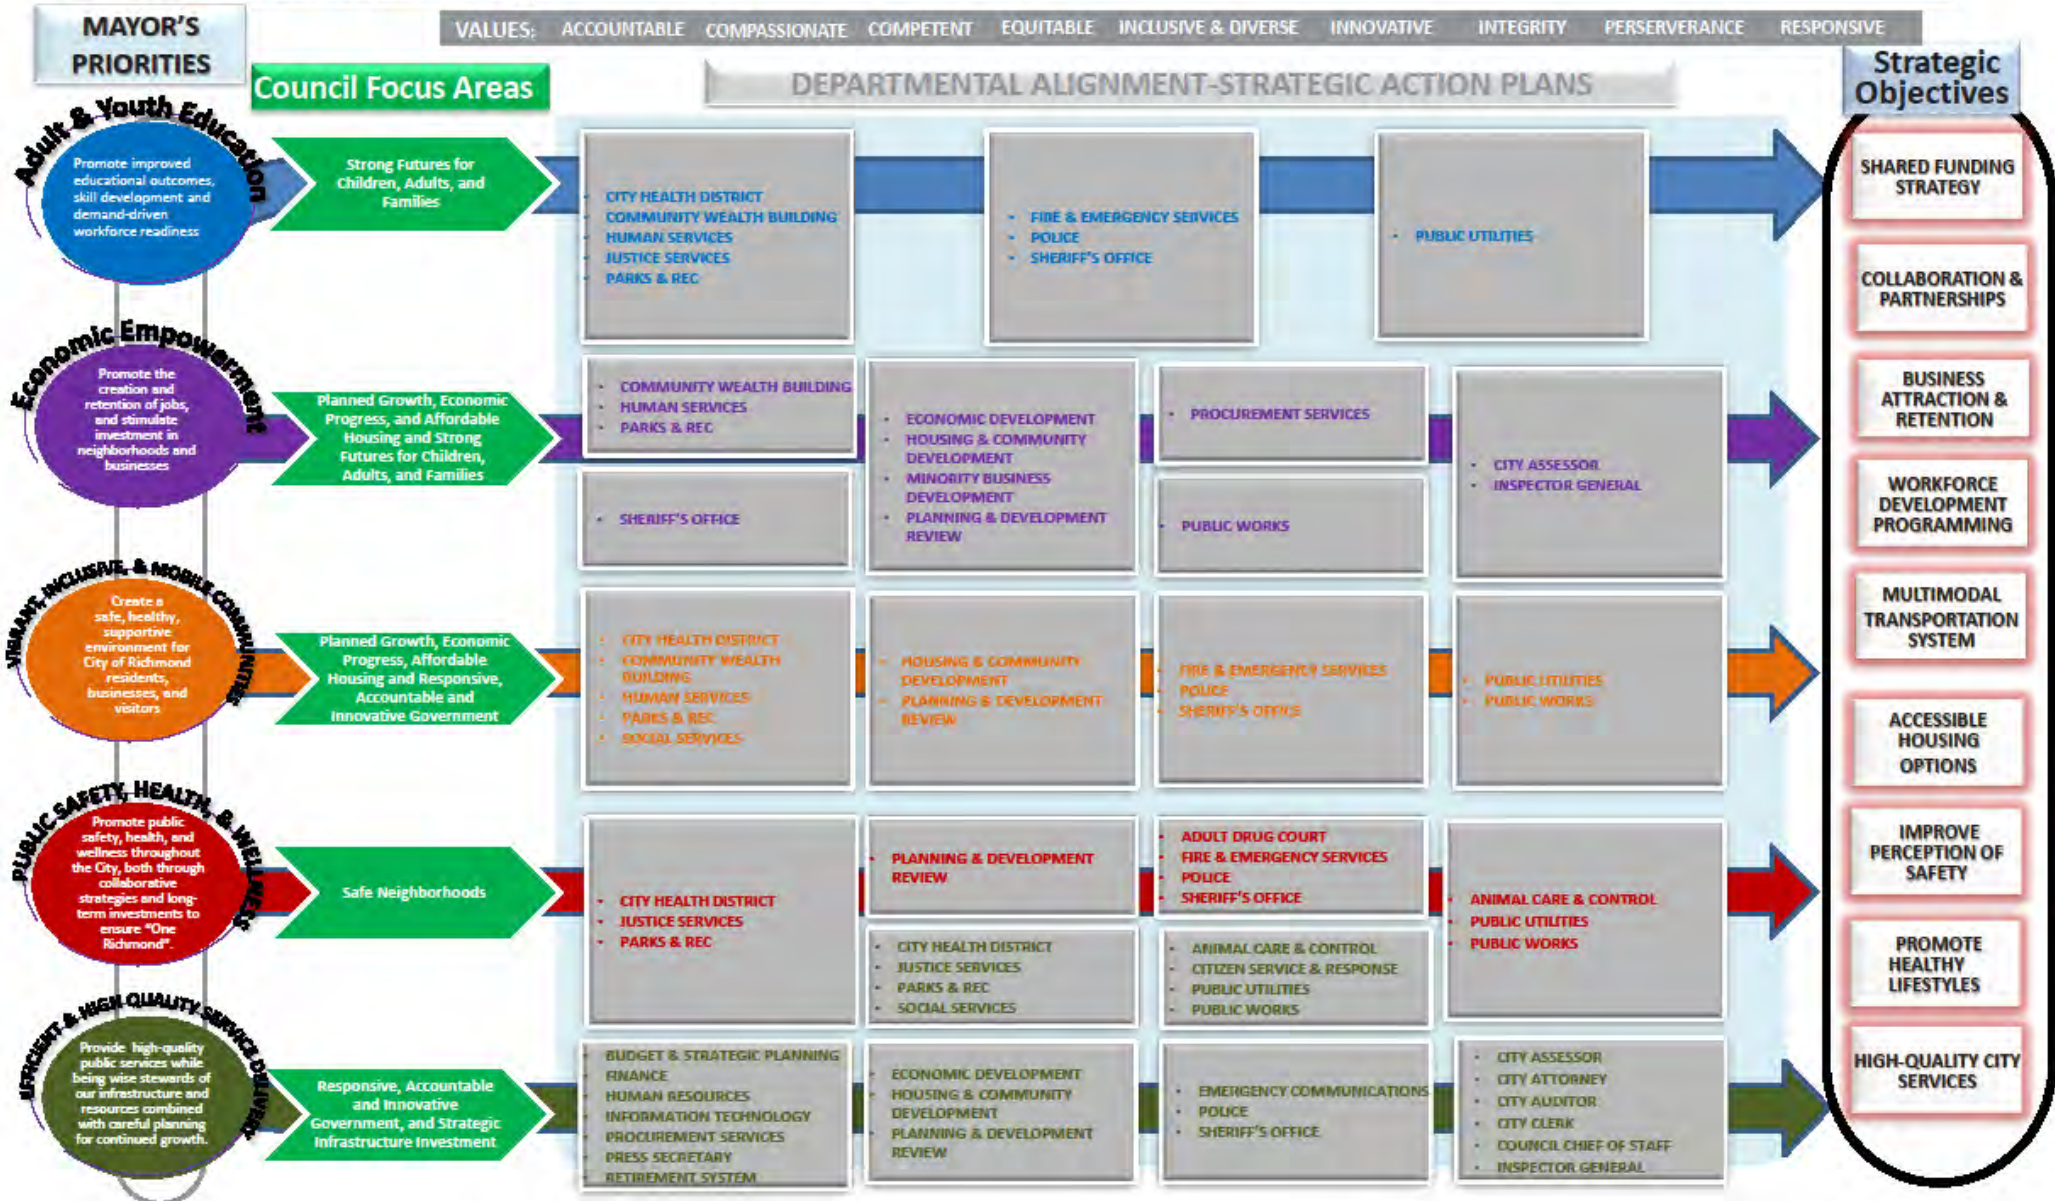 MAYOR'S
PRIORITIES
VALUES: ACCOUNTABLE COMPASSIONATE COMPETENT EQUITABLE INCLUSIVE & DIVERSE INNOVATIVE INTEGRITY PERSERVERANCE RESPONSIVE
Council Focus Areas
DEPARTMENTAL ALIGNMENT-STRATEGIC ACTION PLANS
Strategic
Objectives
Adult & Youth Education
Promote improved
educational outcomes,
skill development and
demand-driven
workforce readiness
Strong Futures for
Children, Adults, and
Families
CITY HEALTH DISTRICT
COMMUNITY WEALTH BUILDING
HUMAN SERVICES
JUSTICE SERVICES
PARKS & REC
FIRE & EMERGENCY SERVICES
POLICE
SHERIFF'S OFFICE
PUBLIC UTILITIES
Economic Empowerment
Promote the
creation and
retention of jobs,
and stimulate
investment in
neighborhoods and
businesses
Planned Growth, Economic
Progress, and Affordable
Housing and Strong
Futures for Children,
Adults, and Families
COMMUNITY WEALTH BUILDING
HUMAN SERVICES
PARKS & REC
SHERIFF'S OFFICE
ECONOMIC DEVELOPMENT
HOUSING & COMMUNITY
DEVELOPMENT
MINORITY BUSINESS
DEVELOPMENT
PLANNING & DEVELOPMENT
REVIEW
PROCUREMENT SERVICES
PUBLIC WORKS
CITY ASSESSOR
INSPECTOR GENERAL
VIBRANT, INCLUSIVE, & MOBILE COMMUNITIES
Create a
safe, healthy,
supportive
environment for
City of Richmond
residents,
businesses, and
visitors
Planned Growth, Economic
Progress, Affordable
Housing and Responsive,
Accountable and
Innovative Government
CITY HEALTH DISTRICT
COMMUNITY WEALTH
BUILDING
HUMAN SERVICES
PARKS & REC
SOCIAL SERVICES
HOUSING & COMMUNITY
DEVELOPMENT
PLANNING & DEVELOPMENT
REVIEW
FIRE & EMERGENCY SERVICES
POLICE
SHERIFF'S OFFICE
PUBLIC UTILITIES
PUBLIC WORKS
PUBLIC SAFETY, HEALTH, & WELLNESS
Promote public
safety, health, and
wellness throughout
the City, both through
collaborative
strategies and long-
term investments to
ensure "One
Richmond".
Safe Neighborhoods
CITY HEALTH DISTRICT
JUSTICE SERVICES
PARKS & REC
PLANNING & DEVELOPMENT
REVIEW
ADULT DRUG COURT
FIRE & EMERGENCY SERVICES
POLICE
SHERIFF'S OFFICE
ANIMAL CARE & CONTROL
PUBLIC UTILITIES
PUBLIC WORKS
CITY HEALTH DISTRICT
JUSTICE SERVICES
PARKS & REC
SOCIAL SERVICES
ANIMAL CARE & CONTROL
CITIZEN SERVICE & RESPONSE
PUBLIC UTILITIES
PUBLIC WORKS
EFFICIENT & HIGH QUALITY SERVICE DELIVERY
Provide high-quality
public services while
being wise stewards of
our infrastructure and
resources combined
with careful planning
for continued growth.
Responsive, Accountable
and Innovative
Government, and Strategic
Infrastructure Investment
BUDGET & STRATEGIC PLANNING
FINANCE
HUMAN RESOURCES
INFORMATION TECHNOLOGY
PROCUREMENT SERVICES
PRESS SECRETARY
RETIREMENT SYSTEM
ECONOMIC DEVELOPMENT
HOUSING & COMMUNITY
DEVELOPMENT
PLANNING & DEVELOPMENT
REVIEW
EMERGENCY COMMUNICATIONS
POLICE
SHERIFF'S OFFICE
CITY ASSESSOR
CITY ATTORNEY
CITY AUDITOR
CITY CLERK
COUNCIL CHIEF OF STAFF
INSPECTOR GENERAL
SHARED FUNDING
STRATEGY
COLLABORATION &
PARTNERSHIPS
BUSINESS
ATTRACTION &
RETENTION
WORKFORCE
DEVELOPMENT
PROGRAMMING
MULTIMODAL
TRANSPORTATION
SYSTEM
ACCESSIBLE
HOUSING
OPTIONS
IMPROVE
PERCEPTION OF
SAFETY
PROMOTE
HEALTHY
LIFESTYLES
HIGH-QUALITY CITY
SERVICES